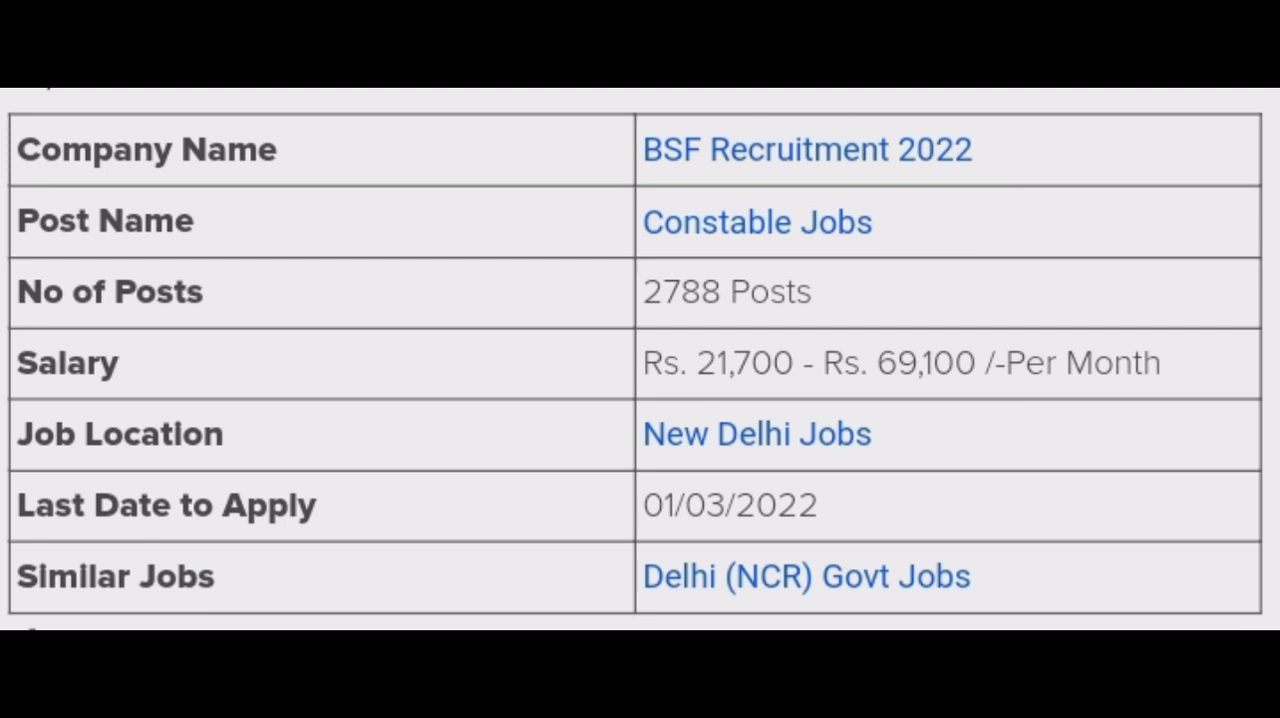 Company Name BSF Recruitment 2022
Post Name Constable Jobs
No of Posts 2788 Posts
Salary Rs. 21,700 - Rs. 69,100 /-Per Month
Job Location New Delhi Jobs
Last Date to Apply 01/03/2022
Similar Jobs Delhi (NCR) Govt Jobs